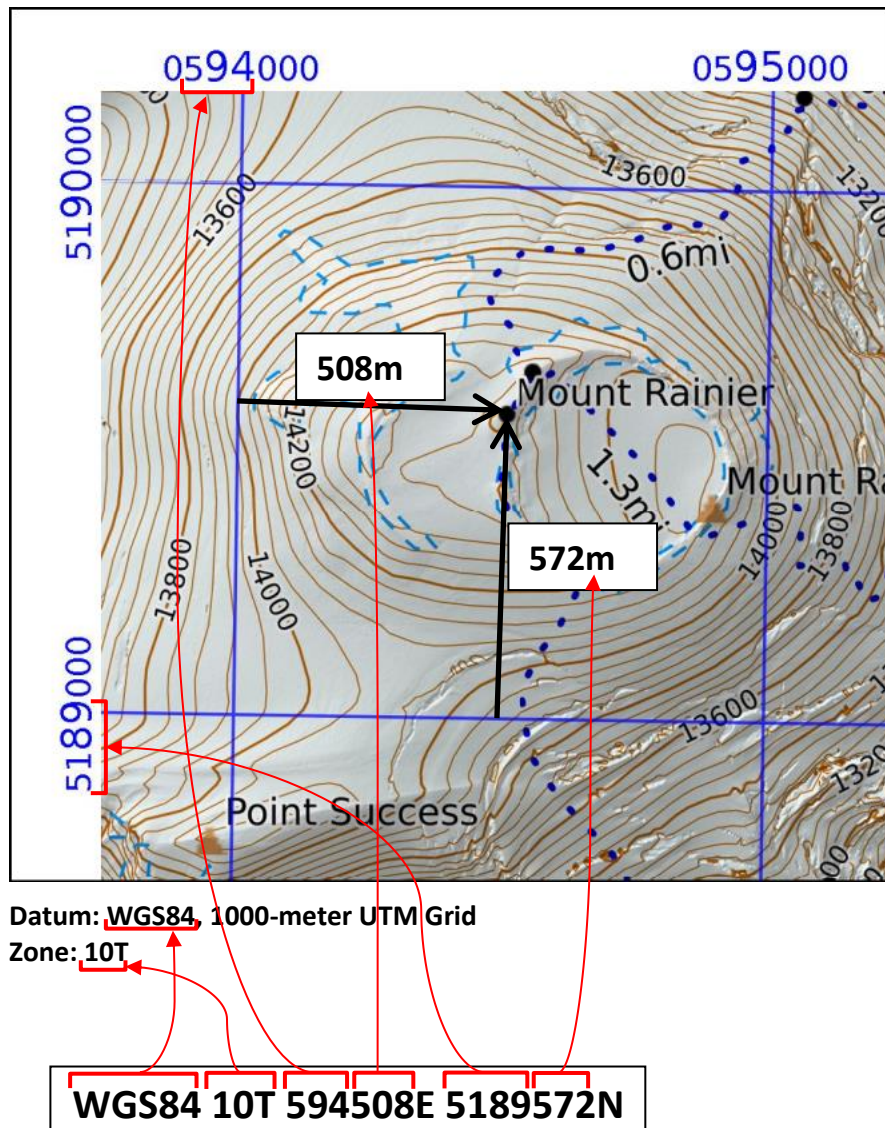 0594000
0595000
5190000
13600
13600
13200
0.6mi
508m
Mount Rainier
14200
1.3mi
Mount Ra
572m
13800
14000
14000
13800
5189000
13600
1320
Point Success
Datum: WGS84, 1000-meter UTM Grid
Zone: 10T
WGS84 10T 594508E 5189572N